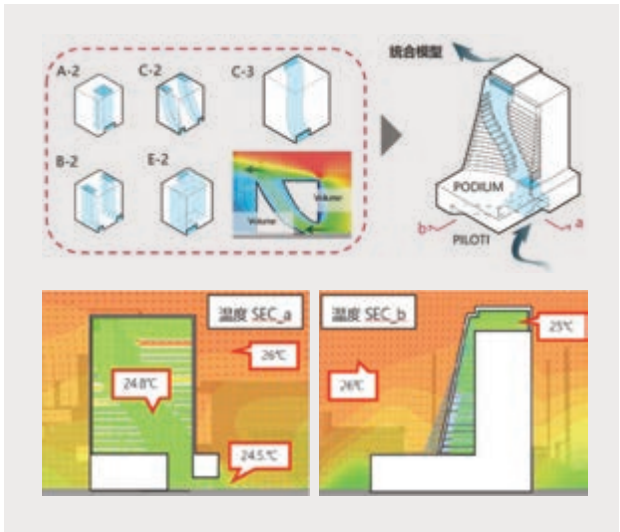 A-2
C-2
C-3
統合模型
B-2
E-2
Volume
Volume
PODIUM
PILOTI
b
a
温度 SEC_a
26℃
24.8℃
24.5.℃
温度 SEC_b
25℃
26℃